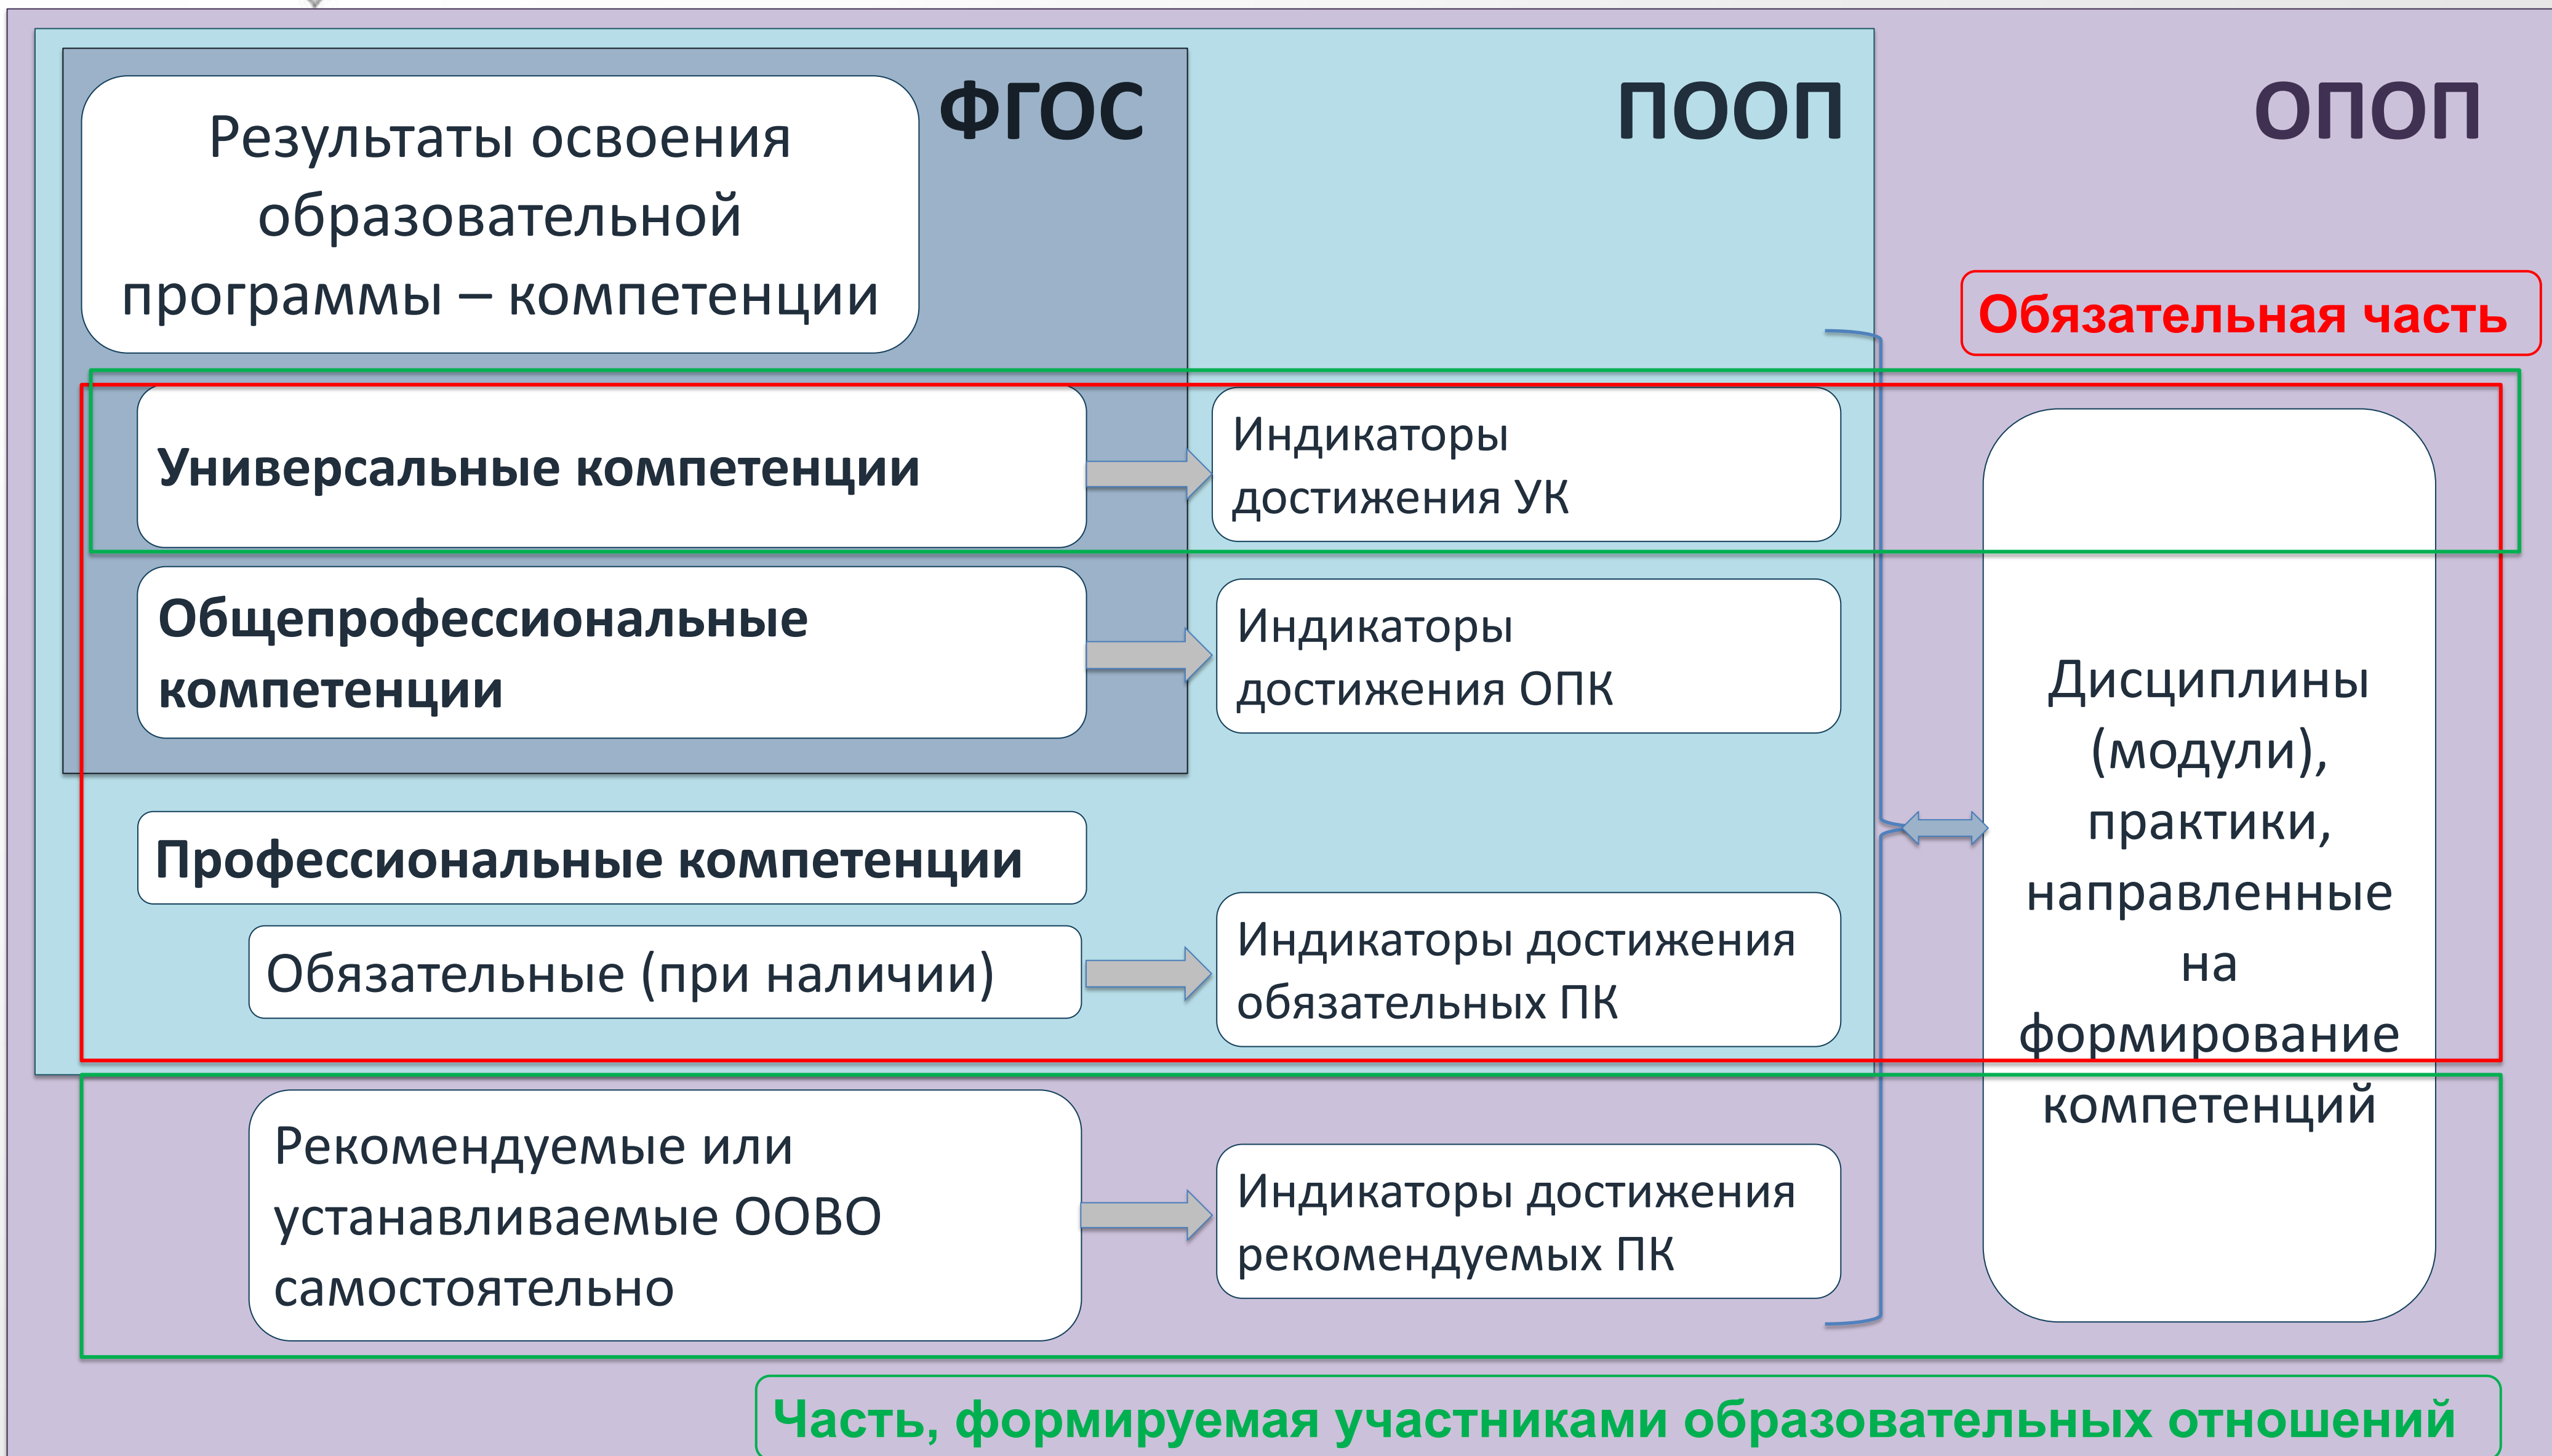 ФГОС
ПООП
ОПОП
Результаты освоения
образовательной
программы – компетенции
Обязательная часть
Универсальные компетенции
Индикаторы
достижения УК
Общепрофессиональные
компетенции
Индикаторы
достижения ОПК
Профессиональные компетенции
Обязательные (при наличии)
Индикаторы достижения
обязательных ПК
Рекомендуемые или
устанавливаемые ООВО
самостоятельно
Индикаторы достижения
рекомендуемых ПК
Дисциплины
(модули),
практики,
направленные
на
формирование
компетенций
Часть, формируемая участниками образовательных отношений